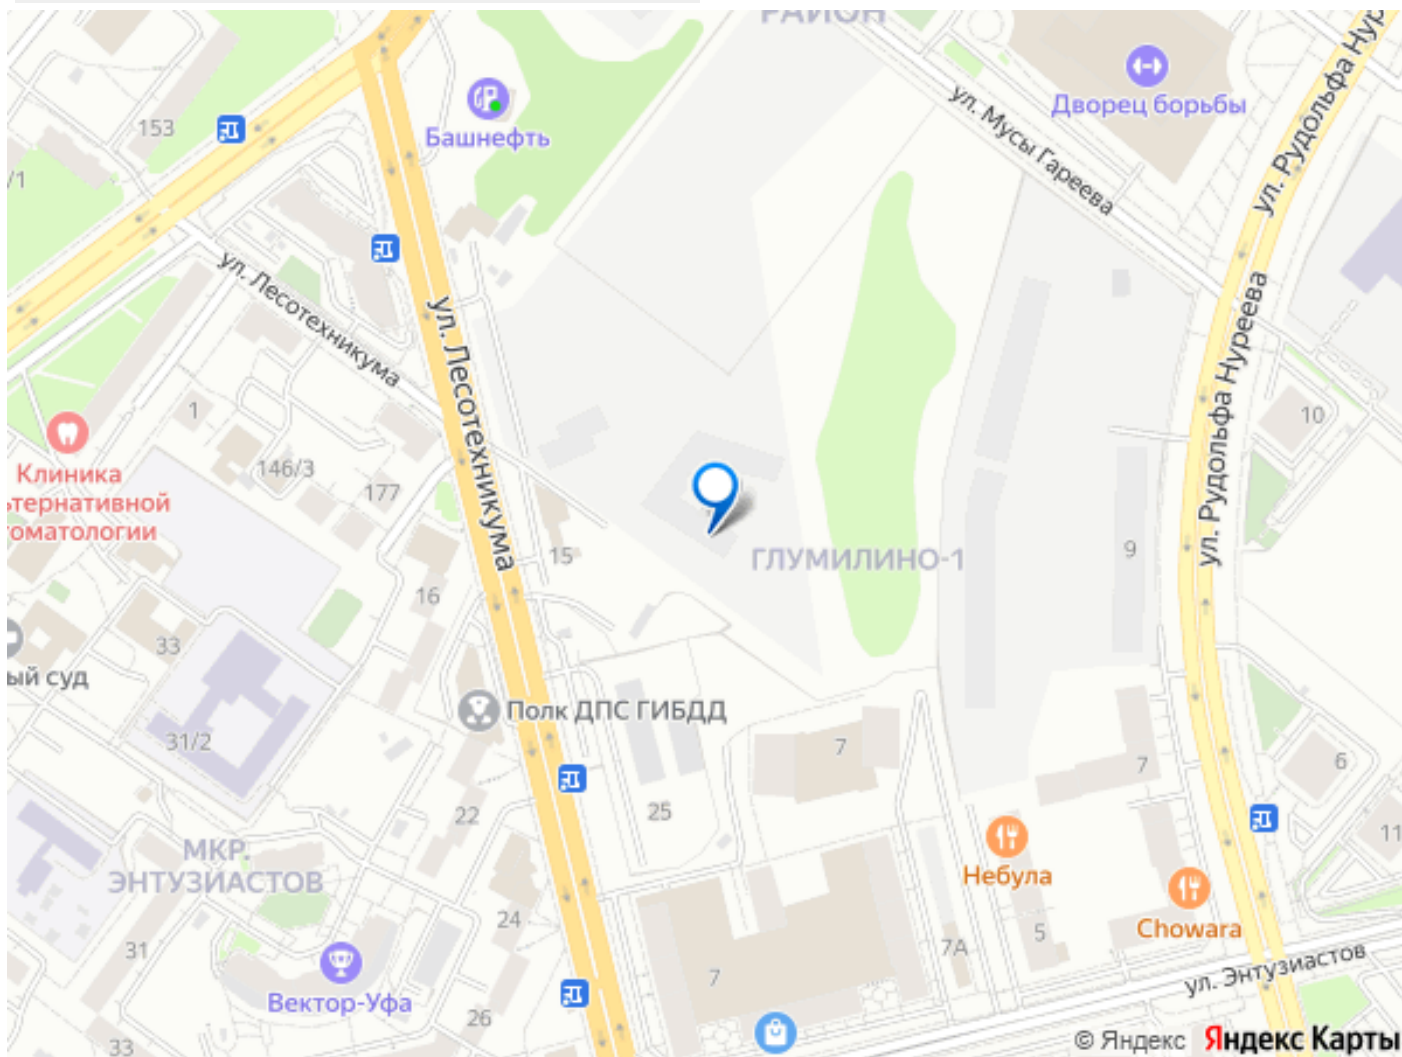 РАЙОН
ул. Рудольфа Нур
Дворец борьбы
ул. Мусы Гареева
Башнефть
153
/1
ул. Лесотехникума
ул. Лесотехникума
ул. Рудольфа Нуреева
1
10
Клиника
ьтернативной
томатологии
146/3
177
15
ГЛУМИЛИНО-1
9
16
33
ый суд
Полк ДПС ГИБДД
31/2
7
7
6
25
22
11
МКР.
ЭНТУЗИАСТОВ
Небула
Chowara
24
31
5
7А
7
ул. Энтузиастов
Вектор-Уфа
26
33
© Яндекс Яндекс Карты